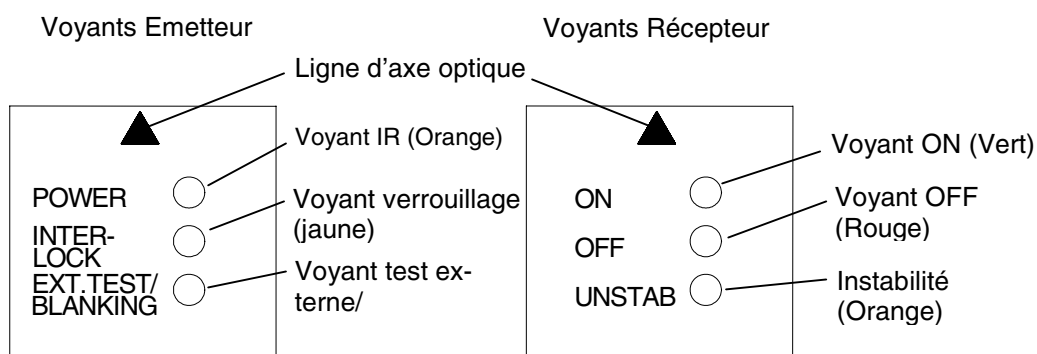 Voyants Emetteur
Voyants Récepteur
Ligne d'axe optique
Voyant IR (Orange)
POWER
Voyant verrouillage
(jaune)
INTER-
LOCK
Voyant test ex-
terne/
EXT.TEST/
BLANKING
Voyant ON (Vert)
ON
Voyant OFF
(Rouge)
OFF
Instabilité
(Orange)
UNSTAB